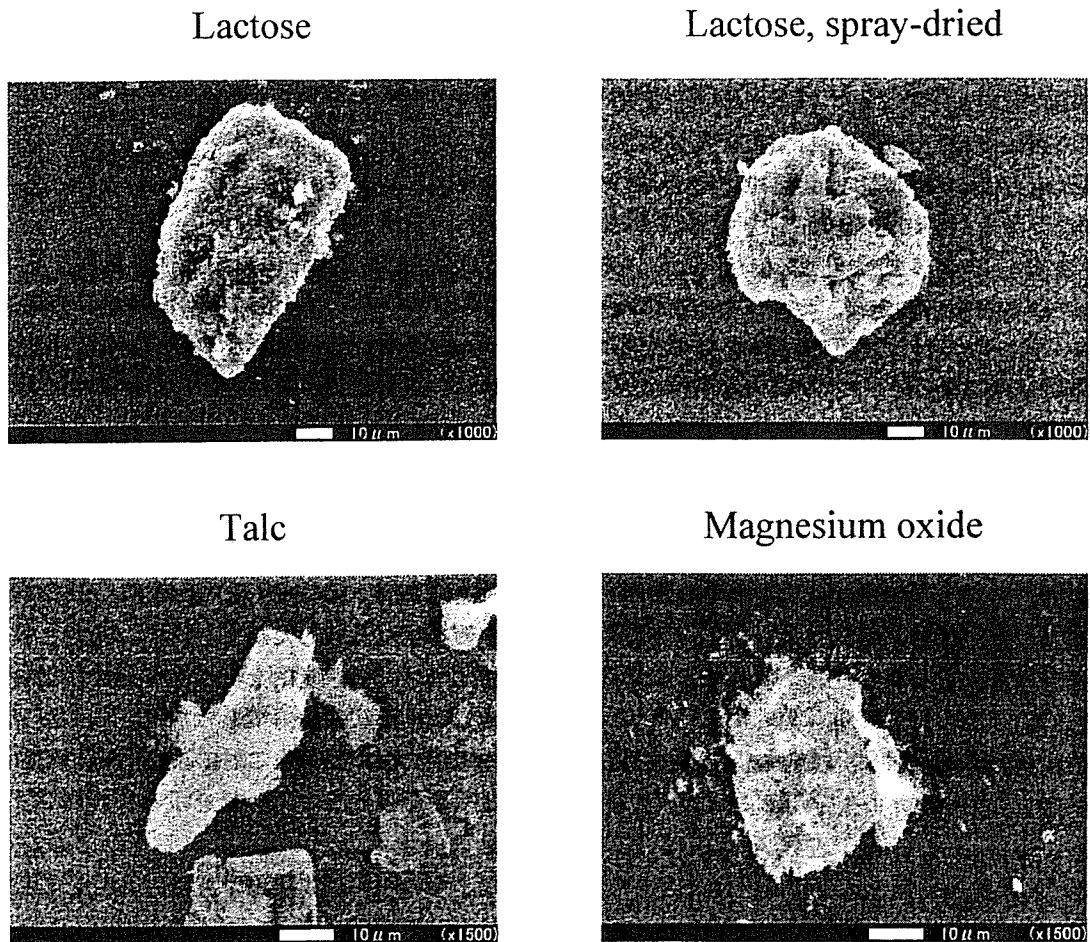 Lactose
Lactose, spray-dried
10 μm (x1000)
10 μm (x1000)
Talc
Magnesium oxide
10 μm (x1500)
10 μm (x1500)